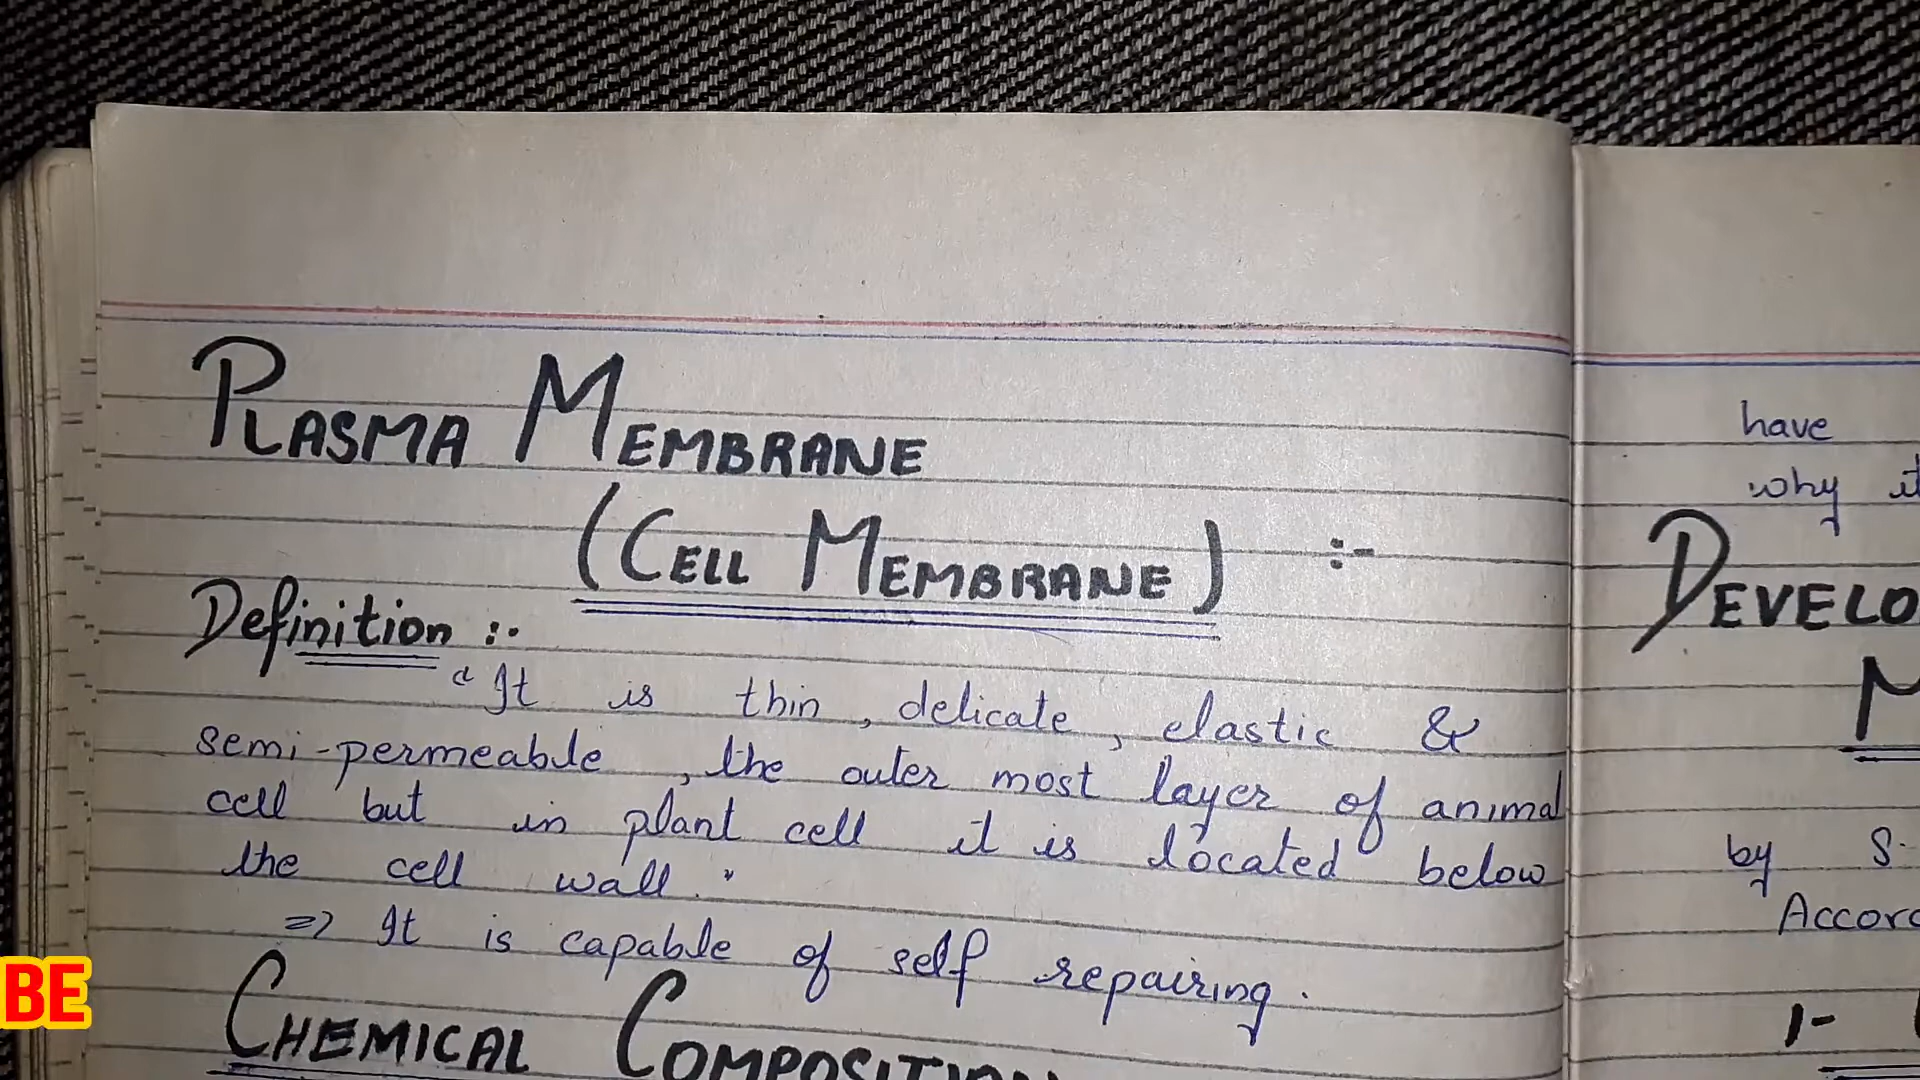 PLASMA MEMBRANE
(CELL MEMBRANE) :-
Definition :-
"It is thin, delicate, elastic &
semi-permeable, the outer most layer of animal
cell but in plant cell it is located below
the cell wall."
=> It is capable of self repairing.
CHEMICAL COMPOSITION
have
why it
DEVELO
M
by S.
Accord
1-
BE